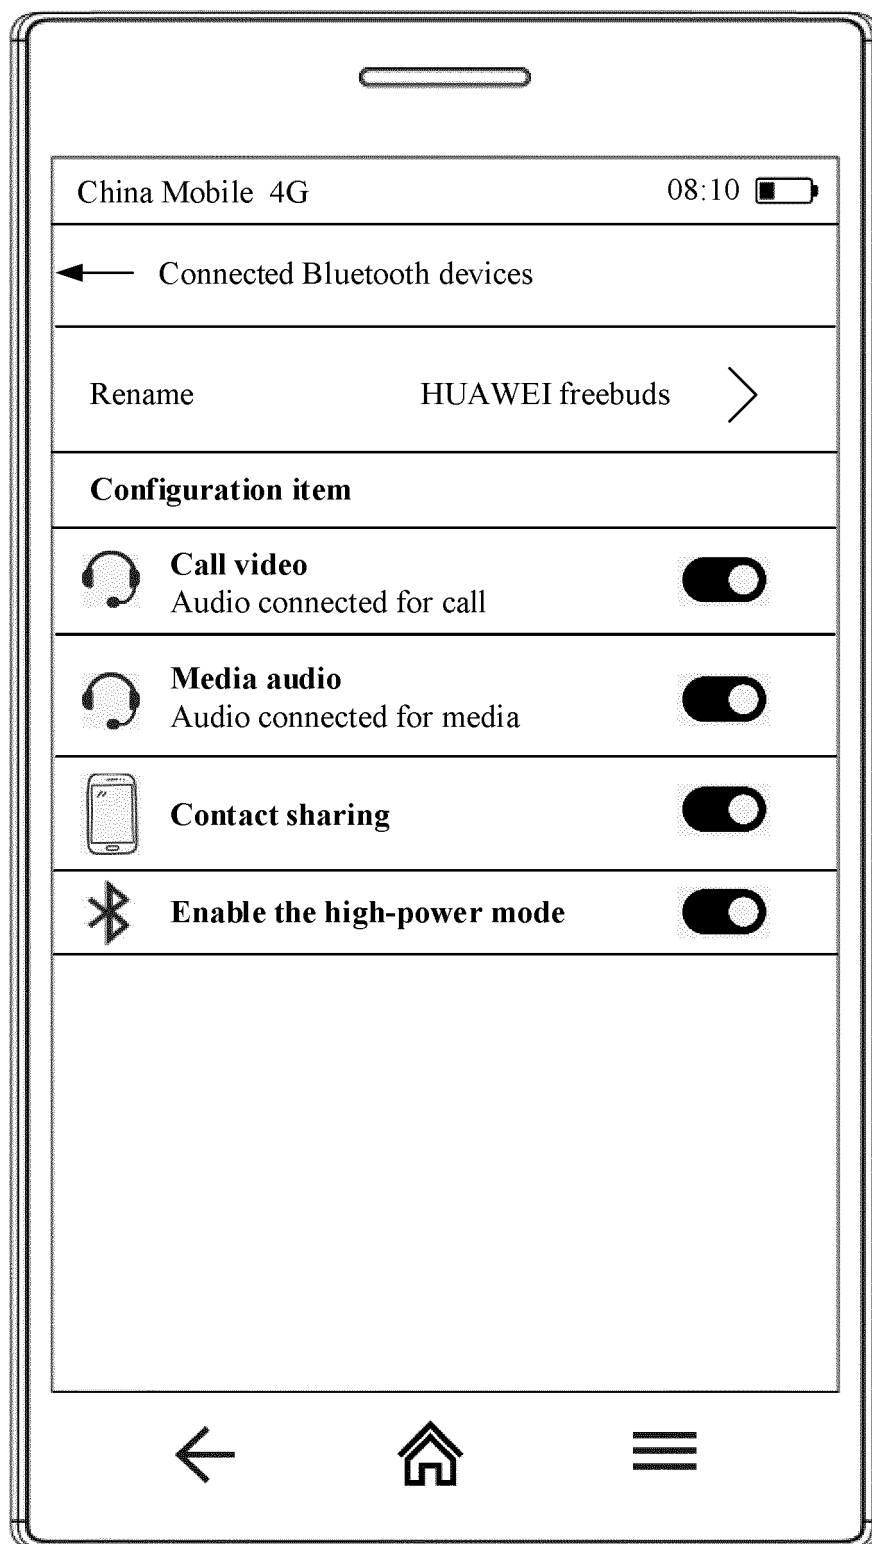 China Mobile 4G 08:10
Connected Bluetooth devices
Rename HUAWEI freebuds
Configuration item
Call video
Audio connected for call
Media audio
Audio connected for media
Contact sharing
Enable the high-power mode